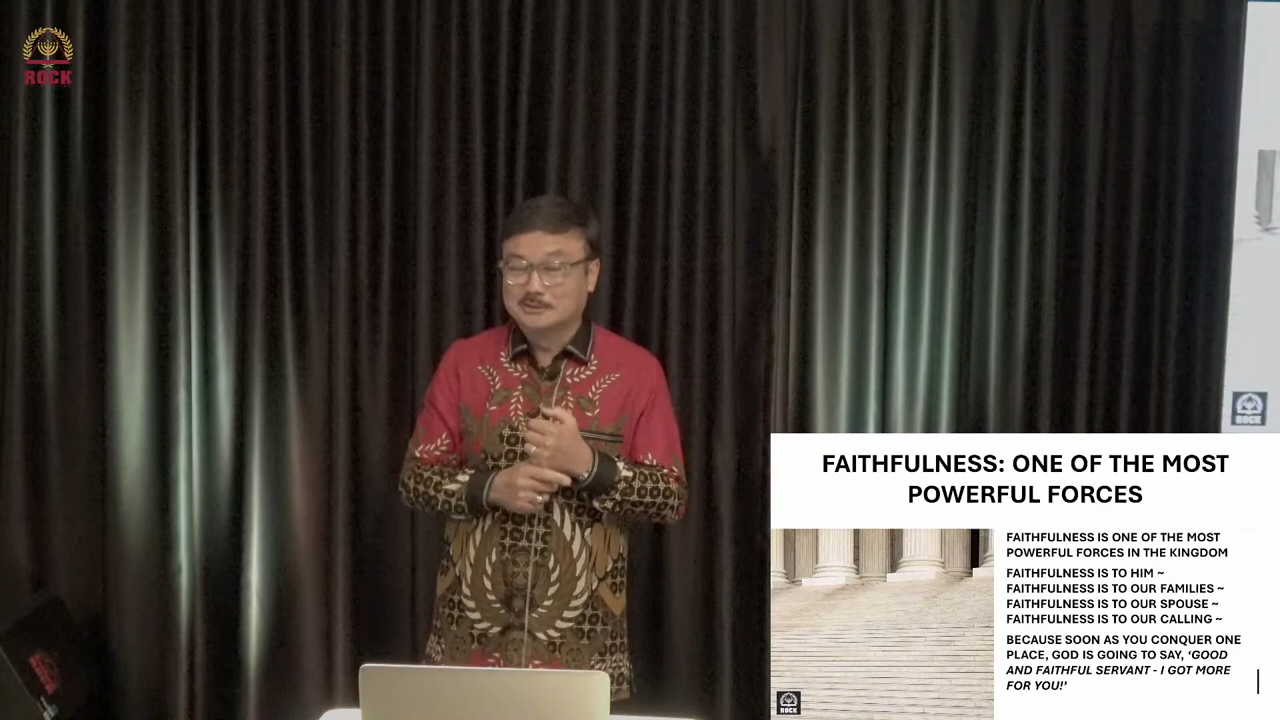 ROCK
ROCK
FAITHFULNESS: ONE OF THE MOST
POWERFUL FORCES
FAITHFULNESS IS ONE OF THE MOST
POWERFUL FORCES IN THE KINGDOM
FAITHFULNESS IS TO HIM ~
FAITHFULNESS IS TO OUR FAMILIES ~
FAITHFULNESS IS TO OUR SPOUSE ~
FAITHFULNESS IS TO OUR CALLING ~
BECAUSE SOON AS YOU CONQUER ONE
PLACE, GOD IS GOING TO SAY, ‘GOOD
AND FAITHFUL SERVANT - I GOT MORE
FOR YOU!’
ROCK